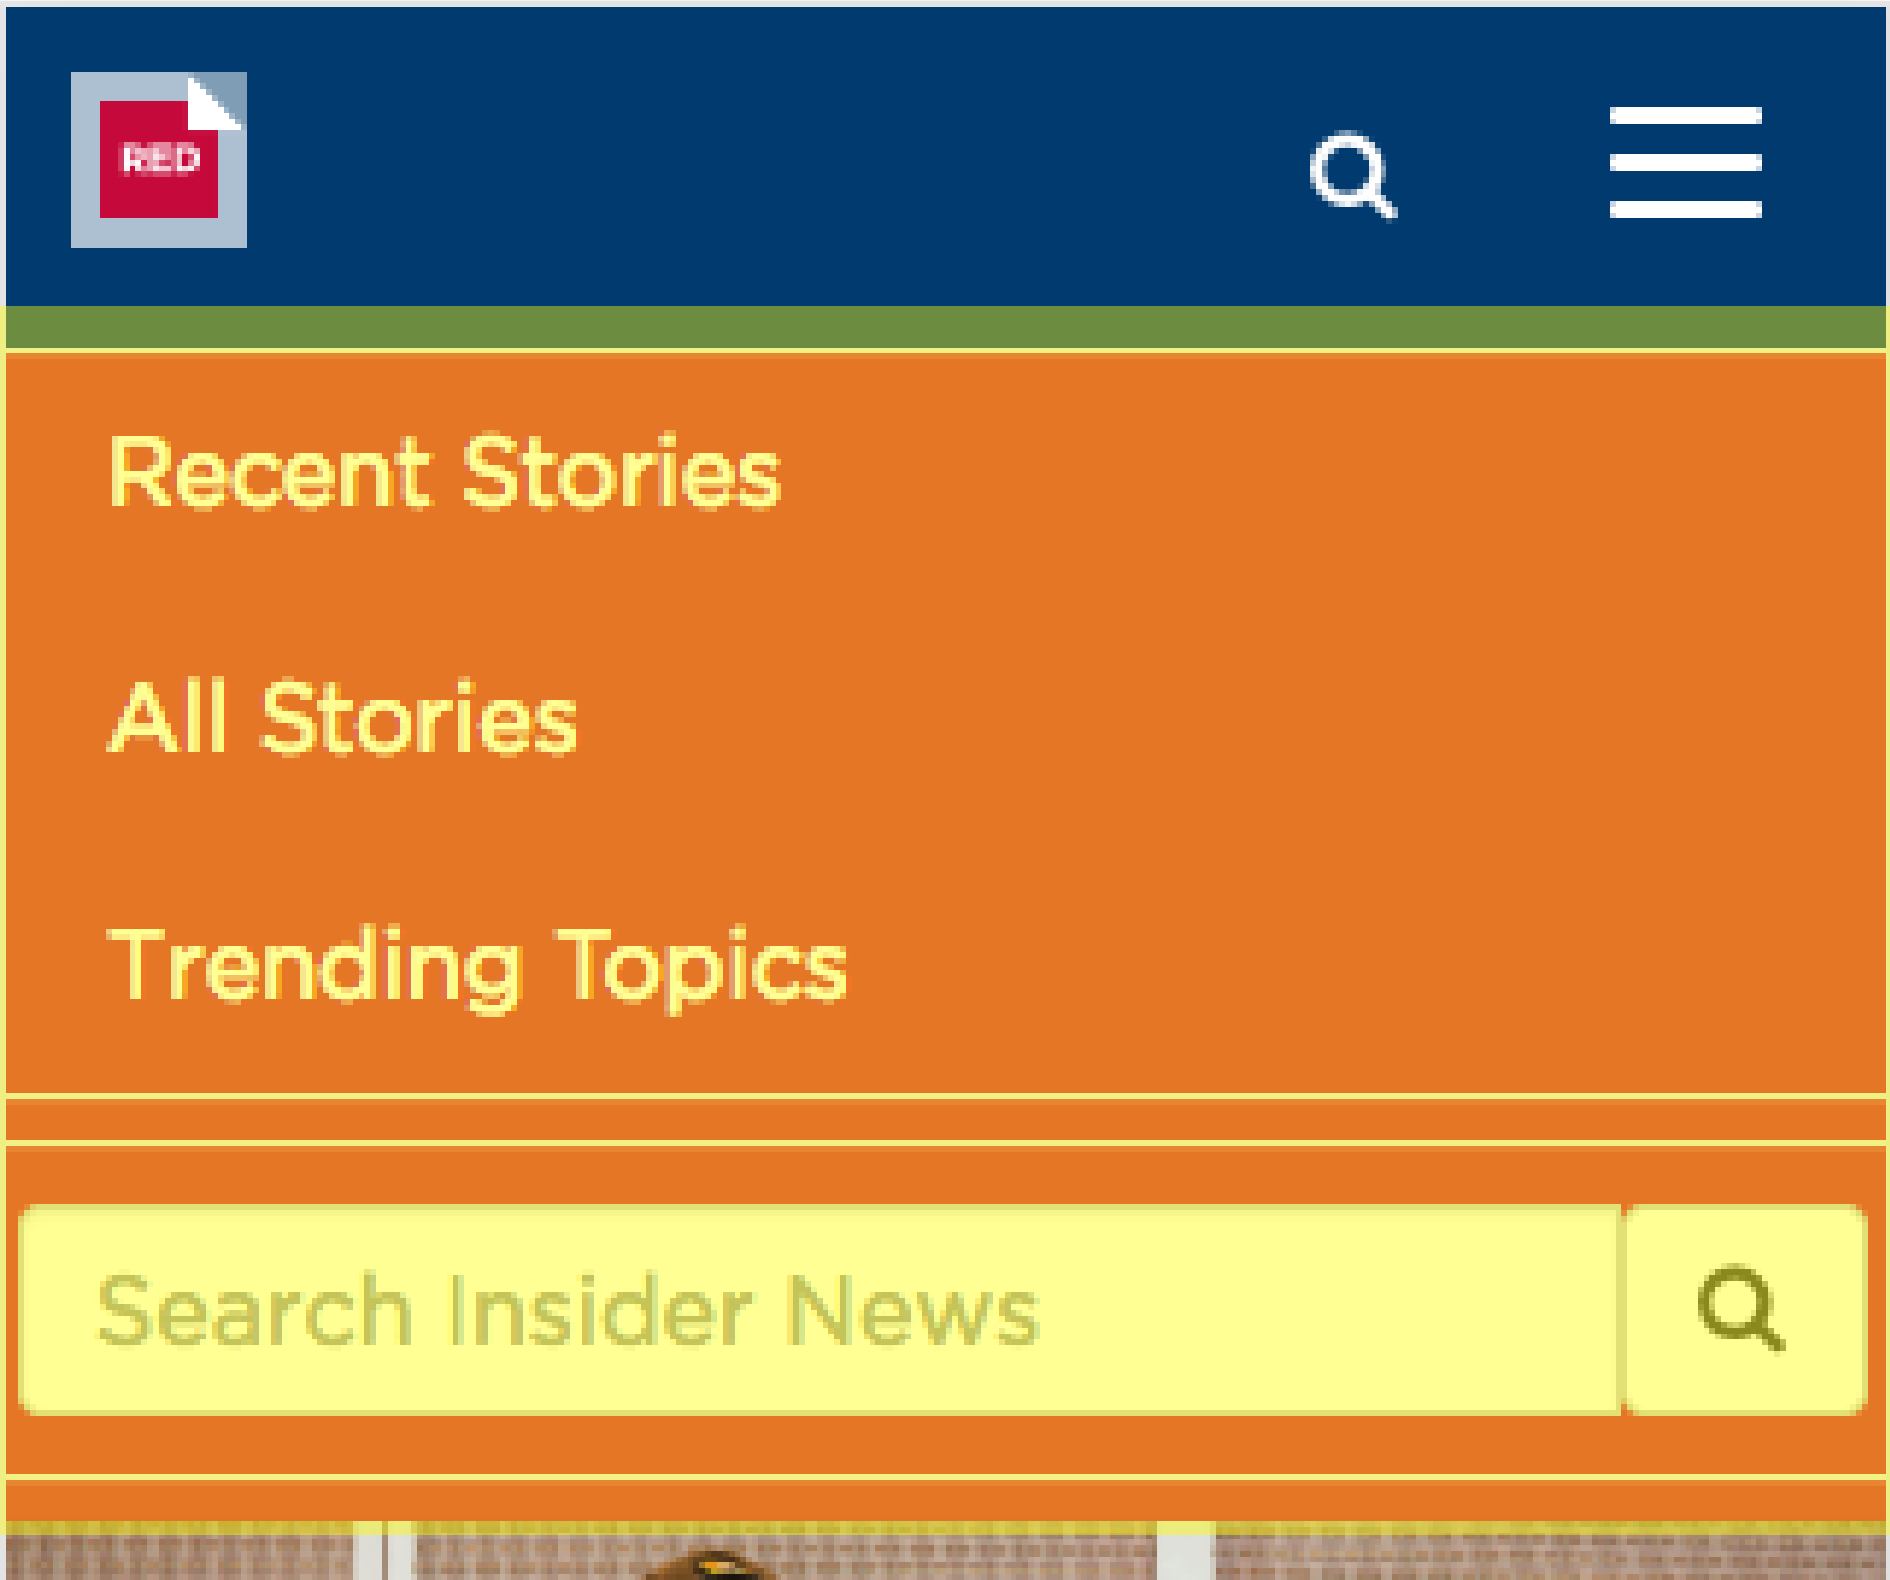 RED
Recent Stories
All Stories
Trending Topics
Search Insider News